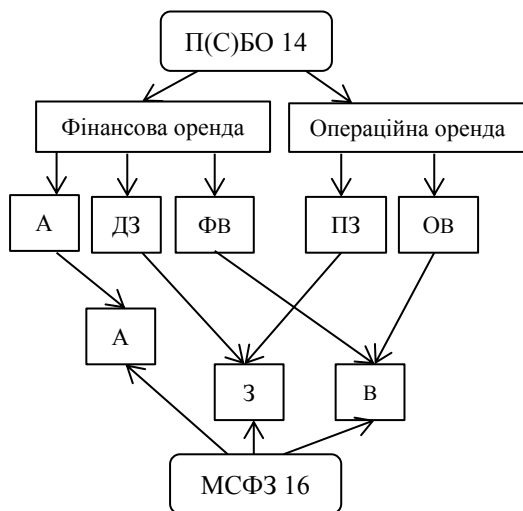 П(С)БО 14
Фінансова оренда
Операційна оренда
А
ДЗ
ФВ
ПЗ
ОВ
А
З
В
МСФЗ 16